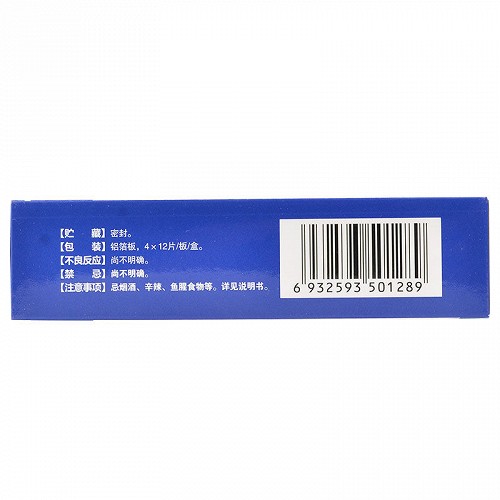 【贮　藏】密封。
【包　装】铝箔板，4×12片/板/盒。
【不良反应】尚不明确。
【禁　忌】尚不明确。
【注意事项】忌烟酒、辛辣、鱼腥食物等。详见说明书。
6 932593 501289